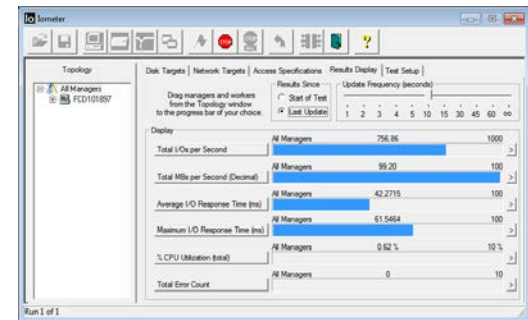 Iometer
Topology
All Managers
FCD101897
Disk Targets
Network Targets
Access Specifications
Results Display
Test Setup
Drag managers and workers
from the Topology window
to the progress bar of your choice.
Results Since
Start of Test
Last Update
Update Frequency (seconds)
1 2 3 4 5 10 15 30 45 60 ∞
Display
All Managers 756.86 1000
Total I/Os per Second
All Managers 99.20 100
Total MBs per Second (Decimal)
All Managers 42.2715 100
Average I/O Response Time (ms)
All Managers 61.5464 100
Maximum I/O Response Time (ms)
All Managers 0.62 % 10 %
% CPU Utilization (total)
All Managers 0 10
Total Error Count
Run 1 of 1